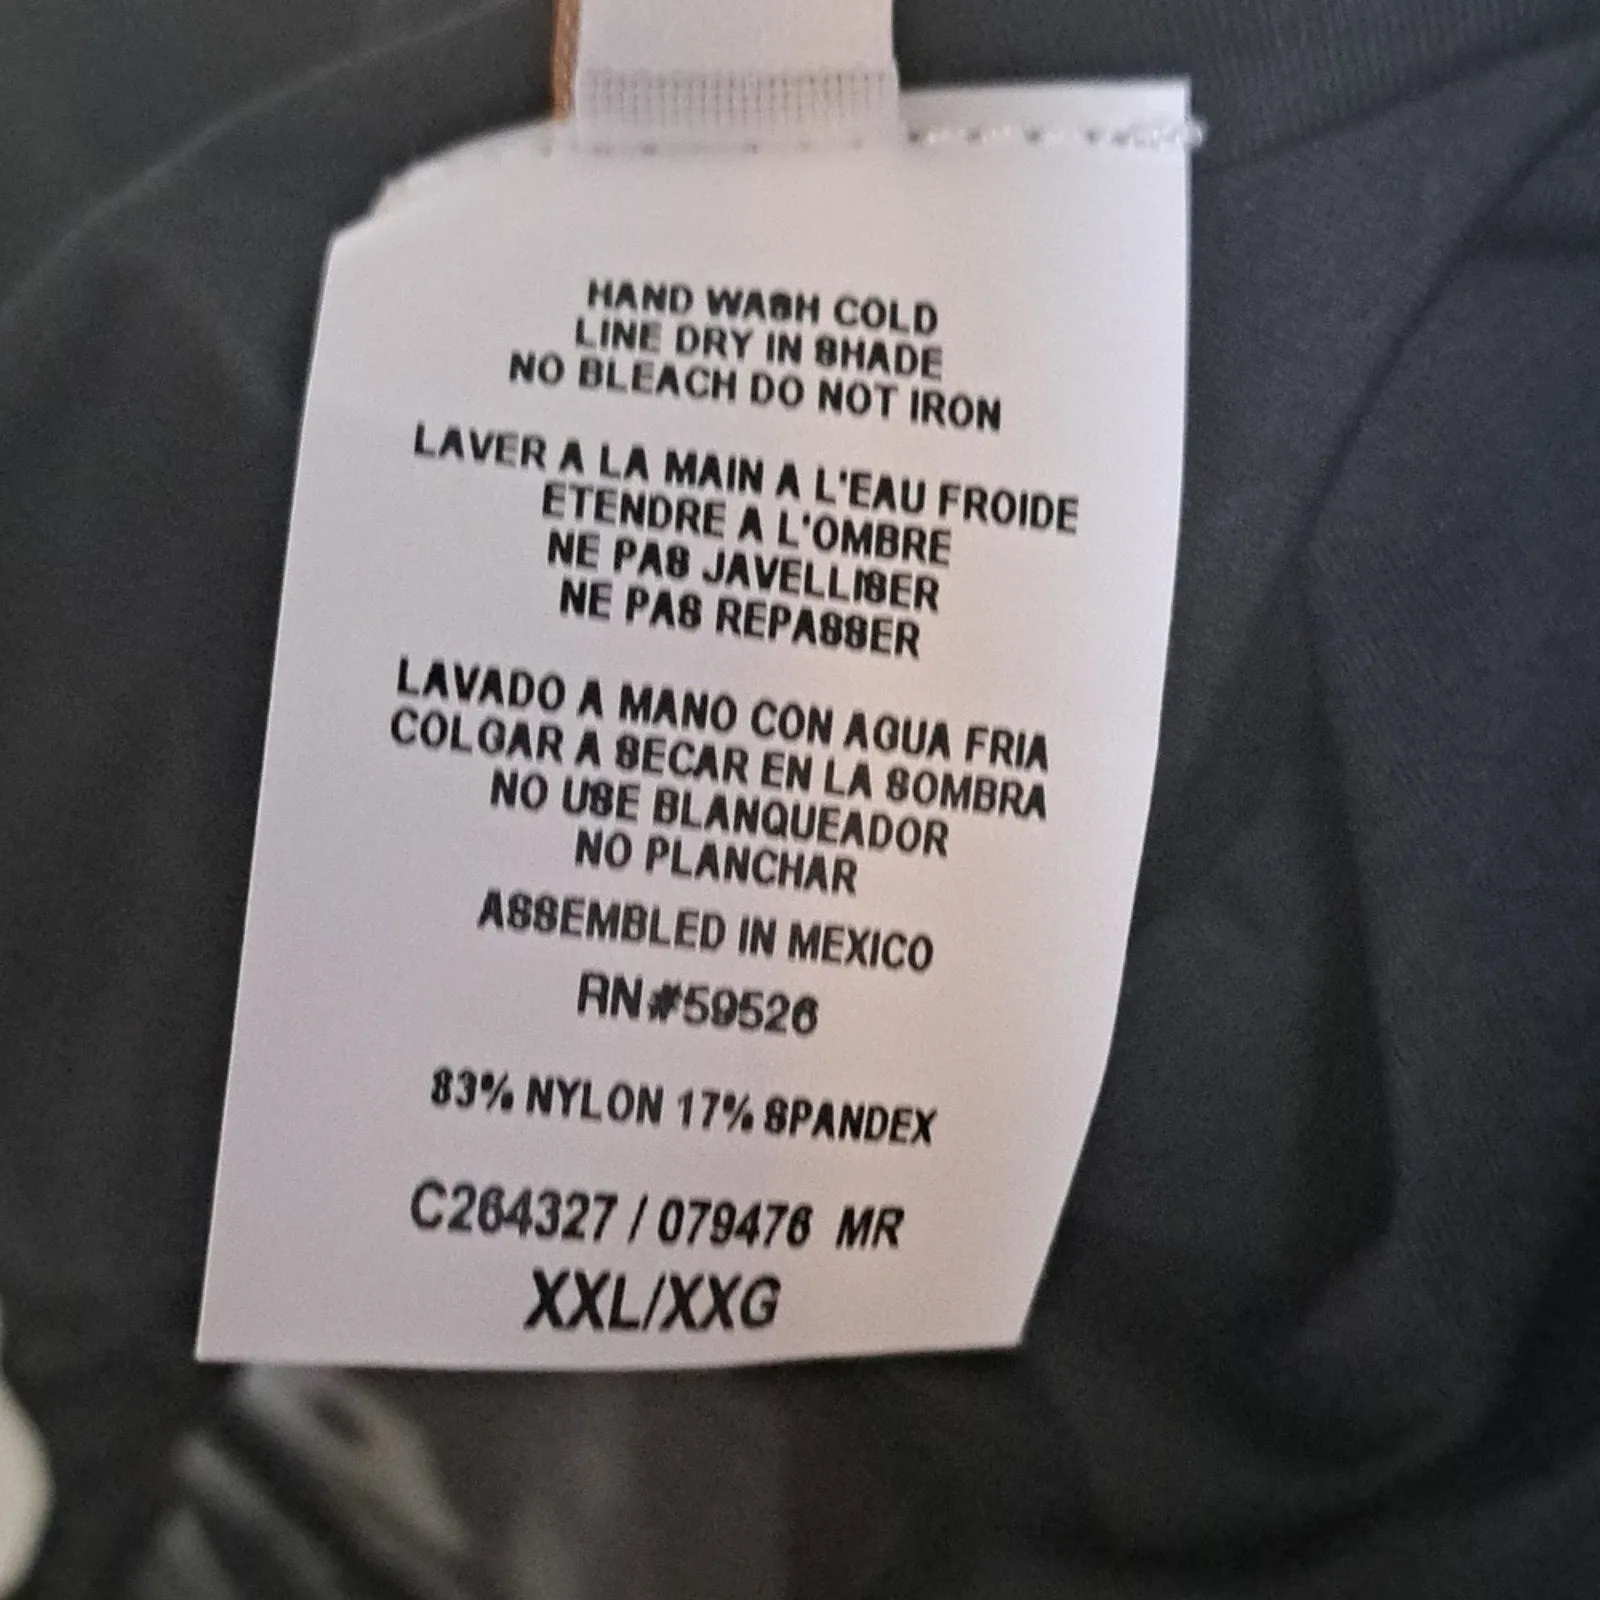 HAND WASH COLD
LINE DRY IN SHADE
NO BLEACH DO NOT IRON
LAVER A LA MAIN A L'EAU FROIDE
ETENDRE A L'OMBRE
NE PAS JAVELLISER
NE PAS REPASSER
LAVADO A MANO CON AGUA FRIA
COLGAR A SECAR EN LA SOMBRA
NO USE BLANQUEADOR
NO PLANCHAR
ASSEMBLED IN MEXICO
RN#59526
83% NYLON 17% SPANDEX
C264327 / 079476 MR
XXL/XXG